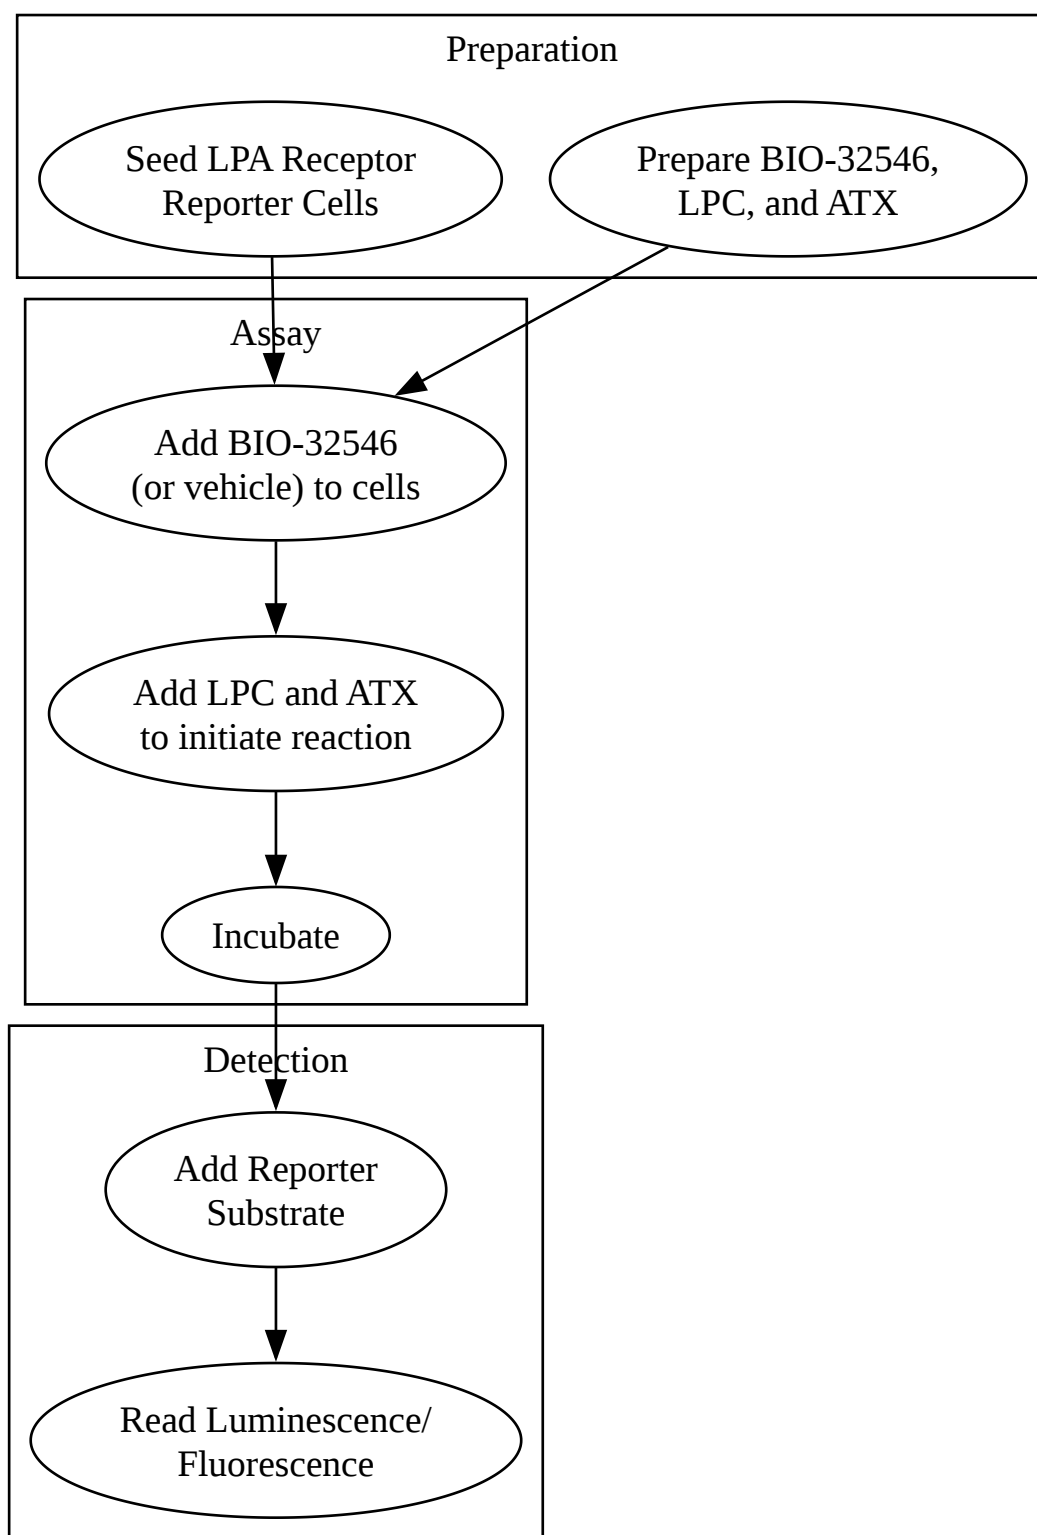 Preparation
Seed LPA Receptor
Reporter Cells
Prepare BIO-32546,
LPC, and ATX
Assay
Add BIO-32546
(or vehicle) to cells
Add LPC and ATX
to initiate reaction
Incubate
Detection
Add Reporter
Substrate
Read Luminescence/
Fluorescence